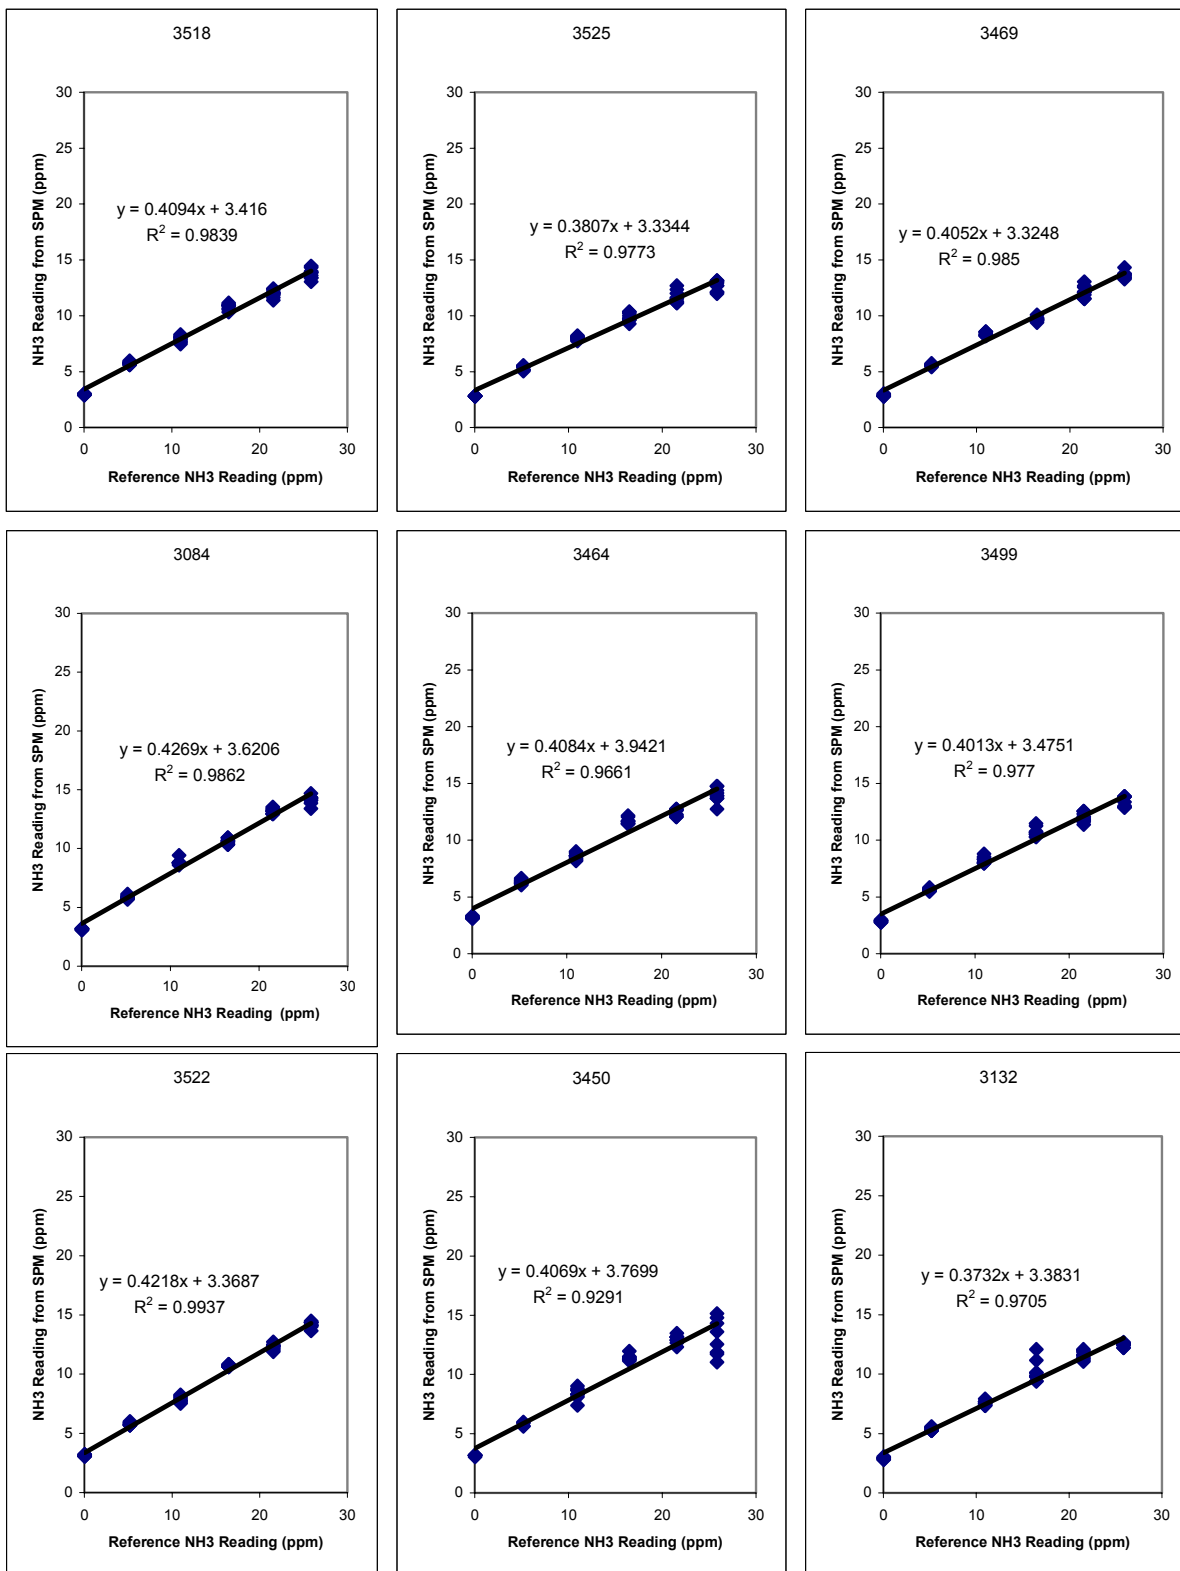 3518
30
25
20
15
10
5
0
NH3 Reading from SPM (ppm)
y = 0.4094x + 3.416
R² = 0.9839
0 10 20 30
Reference NH3 Reading (ppm)
3525
30
25
20
15
10
5
0
NH3 Reading from SPM (ppm)
y = 0.3807x + 3.3344
R² = 0.9773
0 10 20 30
Reference NH3 Reading (ppm)
3469
30
25
20
15
10
5
0
NH3 Reading from SPM (ppm)
y = 0.4052x + 3.3248
R² = 0.985
0 10 20 30
Reference NH3 Reading (ppm)
3084
30
25
20
15
10
5
0
NH3 Reading from SPM (ppm)
y = 0.4269x + 3.6206
R² = 0.9862
0 10 20 30
Reference NH3 Reading (ppm)
3464
30
25
20
15
10
5
0
NH3 Reading from SPM (ppm)
y = 0.4084x + 3.9421
R² = 0.9661
0 10 20 30
Reference NH3 Reading (ppm)
3499
30
25
20
15
10
5
0
NH3 Reading from SPM (ppm)
y = 0.4013x + 3.4751
R² = 0.977
0 10 20 30
Reference NH3 Reading (ppm)
3522
30
25
20
15
10
5
0
NH3 Reading from SPM (ppm)
y = 0.4218x + 3.3687
R² = 0.9937
0 10 20 30
Reference NH3 Reading (ppm)
3450
30
25
20
15
10
5
0
NH3 Reading from SPM (ppm)
y = 0.4069x + 3.7699
R² = 0.9291
0 10 20 30
Reference NH3 Reading (ppm)
3132
30
25
20
15
10
5
0
NH3 Reading from SPM (ppm)
y = 0.3732x + 3.3831
R² = 0.9705
0 10 20 30
Reference NH3 Reading (ppm)